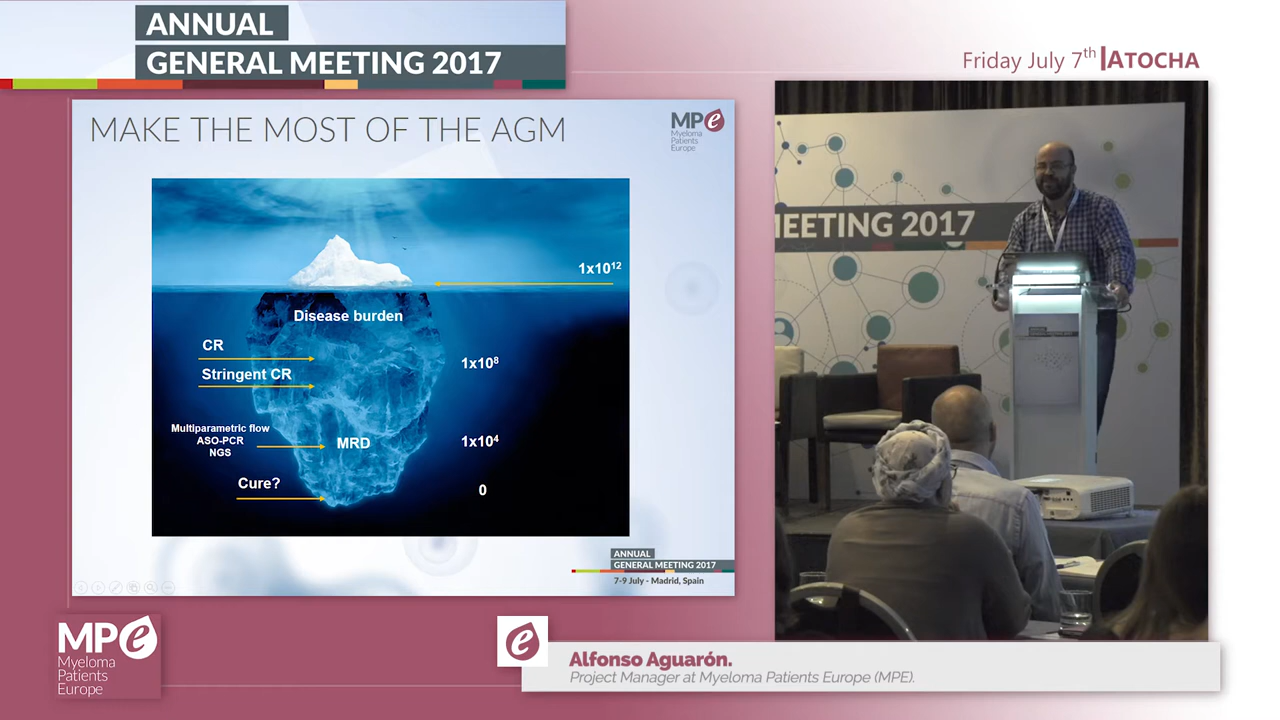 ANNUAL
GENERAL MEETING 2017
Friday July 7th ATOCHA
MAKE THE MOST OF THE AGM
MPe
Myeloma
Patients
Europe
1x10¹²
Disease burden
CR
1x10⁸
Stringent CR
Multiparametric flow
ASO-PCR
NGS
MRD
1x10⁴
Cure?
0
ANNUAL
GENERAL MEETING 2017
7-9 July - Madrid, Spain
MEETING 2017
MPe
Myeloma
Patients
Europe
e
Alfonso Aguarón.
Project Manager at Myeloma Patients Europe (MPE).